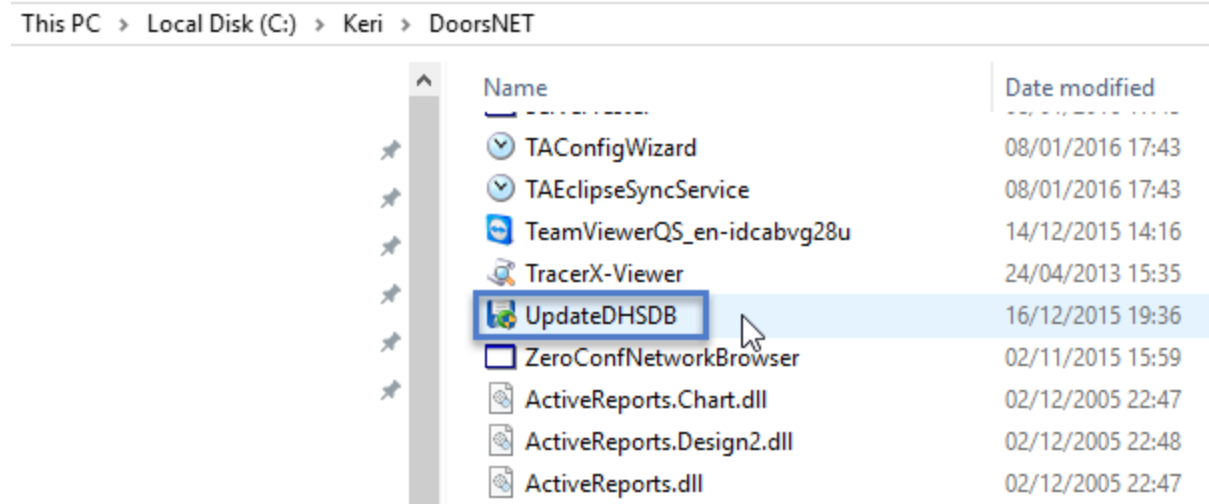 This PC > Local Disk (C:) > Keri > DoorsNET
Name Date modified
TAConfigWizard 08/01/2016 17:43
TAEclipseSyncService 08/01/2016 17:43
TeamViewerQS_en-idcabvg28u 14/12/2015 14:16
TracerX-Viewer 24/04/2013 15:35
UpdateDHSDB 16/12/2015 19:36
ZeroConfNetworkBrowser 02/11/2015 15:59
ActiveReports.Chart.dll 02/12/2005 22:47
ActiveReports.Design2.dll 02/12/2005 22:48
ActiveReports.dll 02/12/2005 22:47